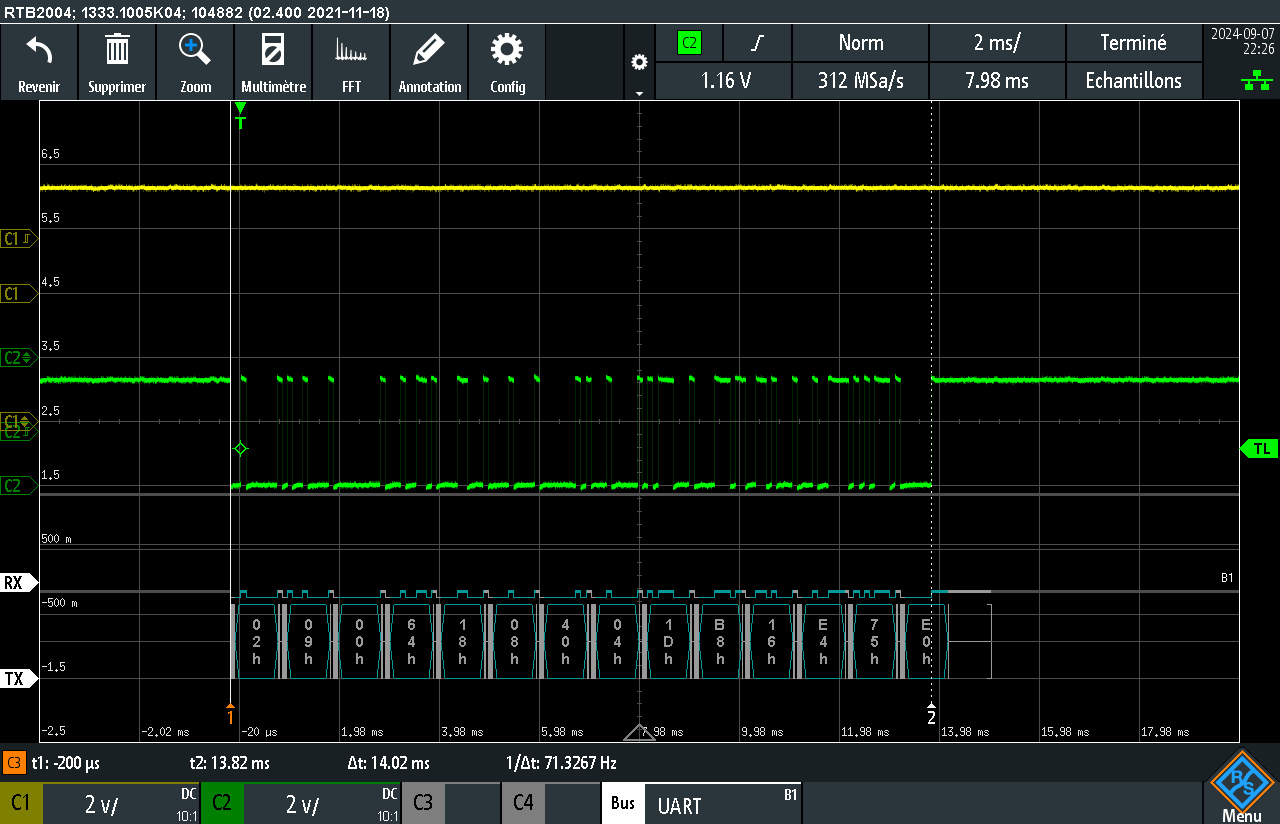 RTB2004; 1333.1005K04; 104882 (02.400 2021-11-18)
Revenir
Supprimer
Zoom
Multimètre
FFT
Annotation
Config
C2
Norm
2 ms/
Terminé
1.16 V
312 MSa/s
7.98 ms
Echantillons
2024-09-07
22:26
T
6.5
5.5
C1
4.5
C1
3.5
C2
2.5
C1
C2
TL
1.5
C2
500 m
RX
B1
-500 m
02h 09h 00h 64h 18h 08h 40h 04h 1Dh B8h 16h E4h 75h E0h
-1.5
TX
1
2
-2.5
-2.02 ms
-20 µs
1.98 ms
3.98 ms
5.98 ms
7.98 ms
9.98 ms
11.98 ms
13.98 ms
15.98 ms
17.98 ms
C3 t1: -200 µs t2: 13.82 ms Δt: 14.02 ms 1/Δt: 71.3267 Hz
C1 2 V/ DC 10:1
C2 2 V/ DC 10:1
C3
C4
Bus UART B1
R&S
Menu